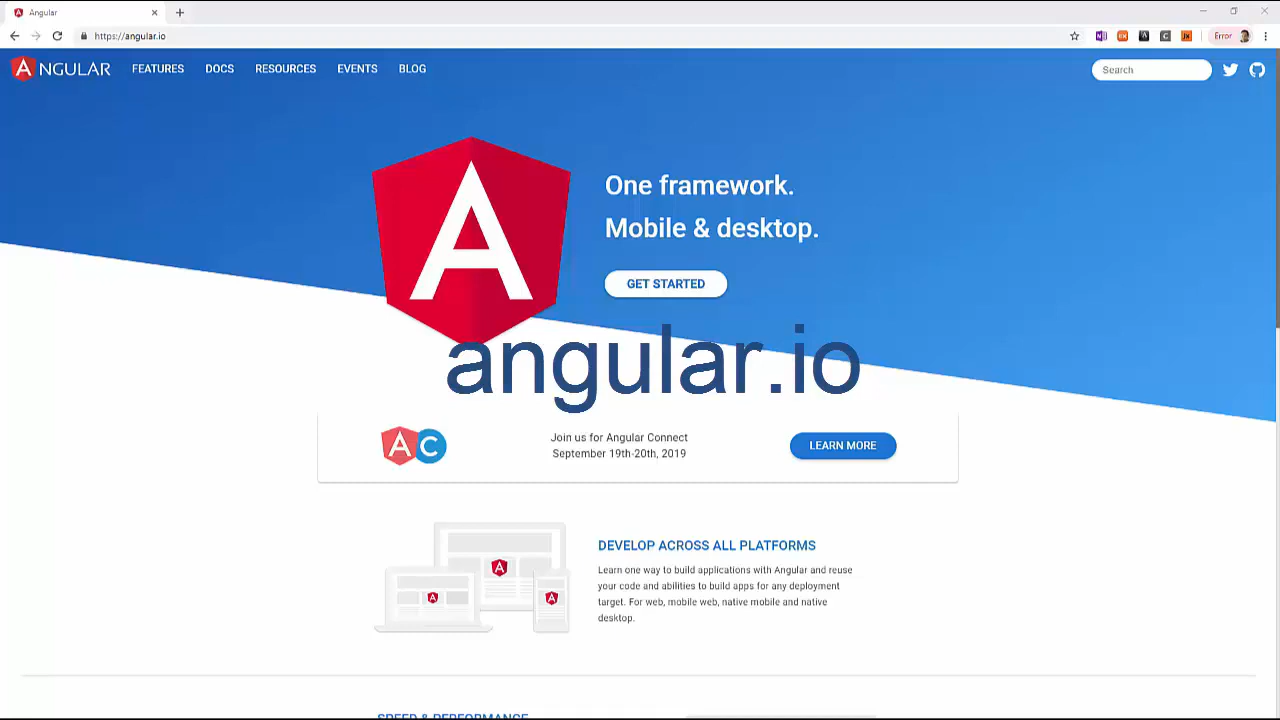 Angular
https://angular.io
Error
ANGULAR
FEATURES
DOCS
RESOURCES
EVENTS
BLOG
Search
A
One framework.
Mobile & desktop.
GET STARTED
angular.io
A C
Join us for Angular Connect
September 19th-20th, 2019
LEARN MORE
DEVELOP ACROSS ALL PLATFORMS
Learn one way to build applications with Angular and reuse
your code and abilities to build apps for any deployment
target. For web, mobile web, native mobile and native
desktop.
SPEED & PERFORMANCE